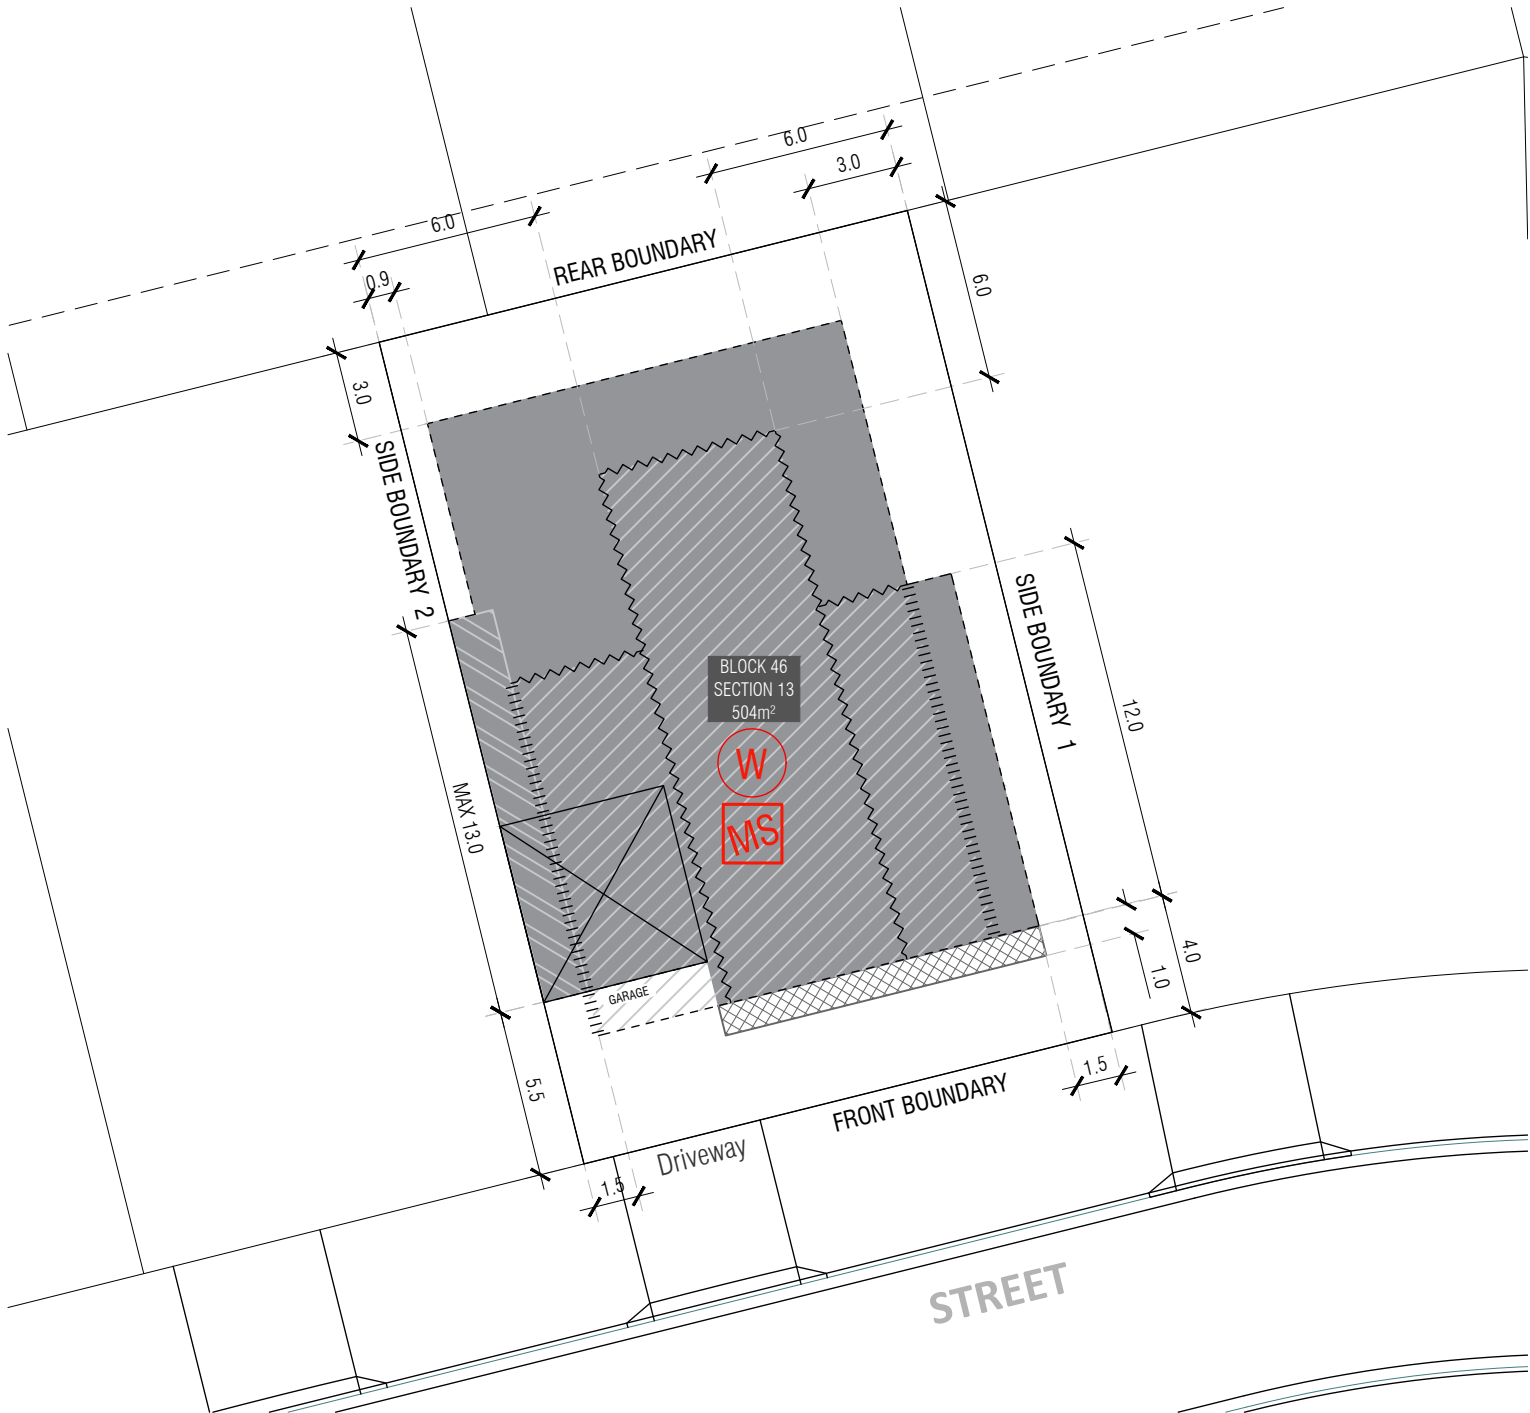 6.0
3.0
6.0
0.9
REAR BOUNDARY
6.0
3.0
SIDE BOUNDARY 2
SIDE BOUNDARY 1
BLOCK 46
SECTION 13
504m²
W
MS
12.0
MAX 13.0
4.0
1.0
GARAGE
5.5
1.5
FRONT BOUNDARY
Driveway
1.5
STREET